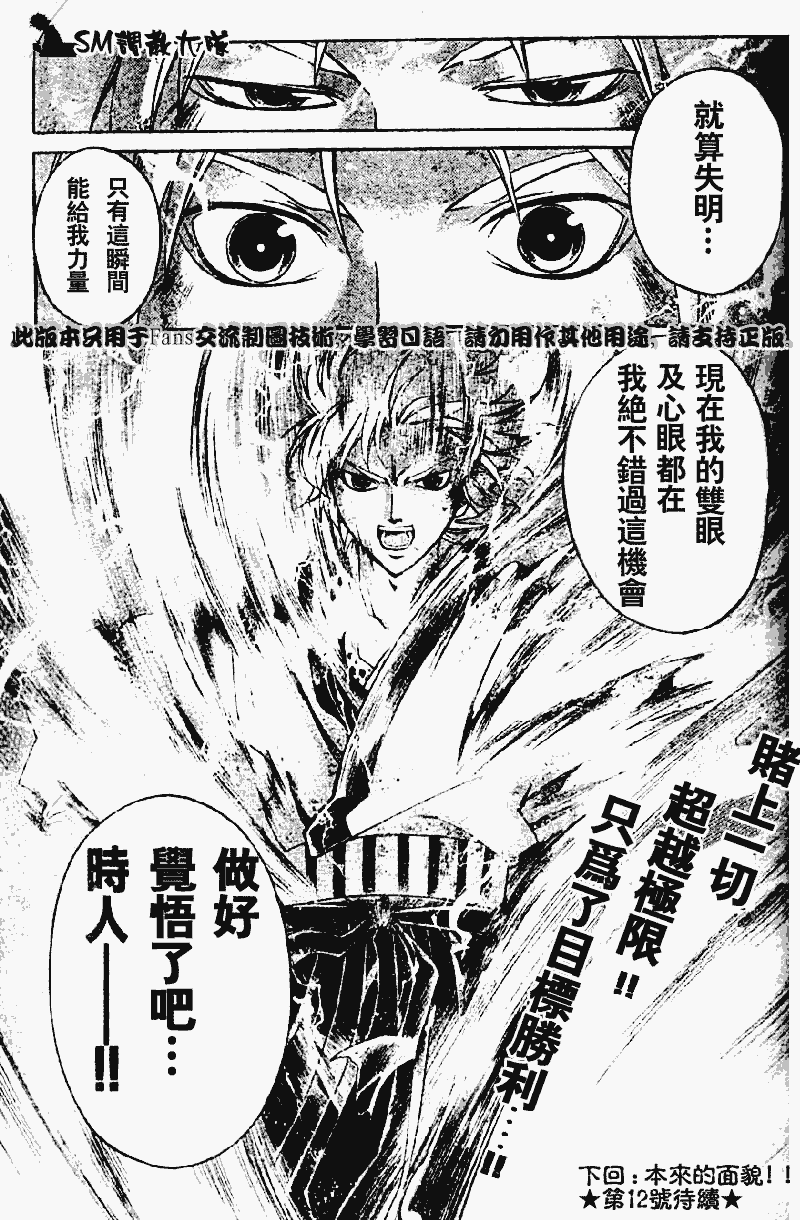 SM調教大隊
就算失明…
只有這瞬間
能給我力量
此版本只用于Fans交流制圖技術，學習日語，請勿用作其他用途，請支持正版。
現在我的雙眼
及心眼都在
我絕不錯過這機會
賭上一切
超越極限!!
只爲了目標勝利……!!
做好
覺悟了吧…
時人——!!
下回：本來的面貌！！
★第12號待續★